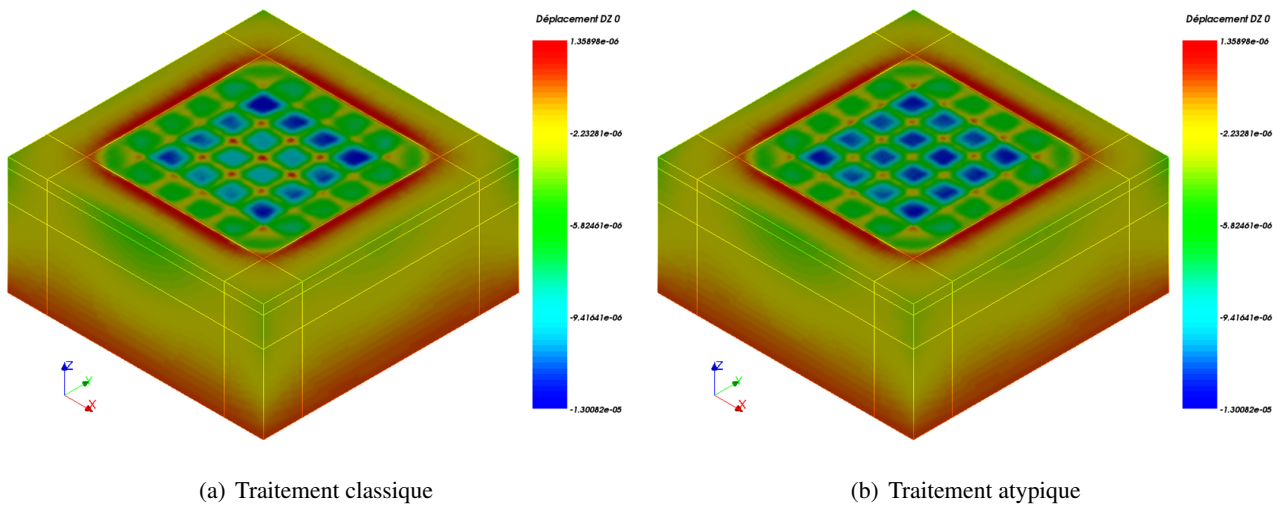 Déplacement DZ 0
1.35898e-06
-2.23281e-06
-5.82461e-06
-9.41641e-06
-1.30082e-05
Z
Y
X
(a) Traitement classique
Déplacement DZ 0
1.35898e-06
-2.23281e-06
-5.82461e-06
-9.41641e-06
-1.30082e-05
Z
Y
X
(b) Traitement atypique